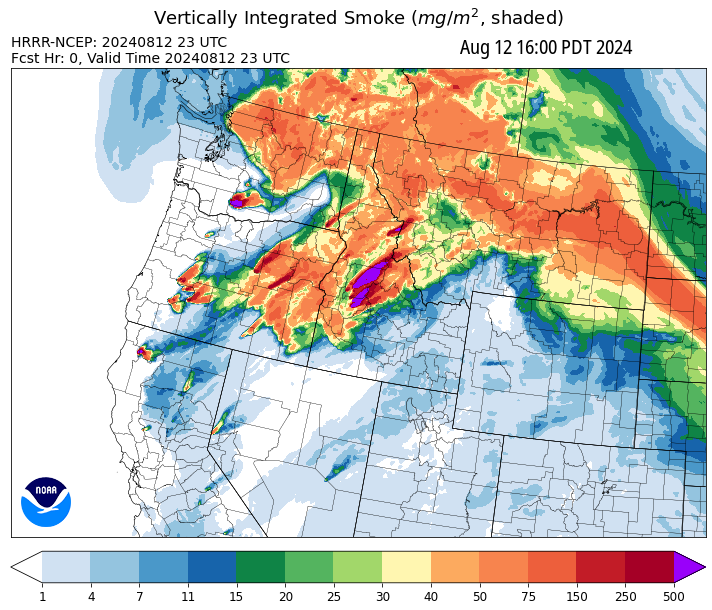 Vertically Integrated Smoke (mg/m², shaded)
HRRR-NCEP: 20240812 23 UTC
Aug 12 16:00 PDT 2024
Fcst Hr: 0, Valid Time 20240812 23 UTC
NOAA
1 4 7 11 15 20 25 30 40 50 75 150 250 500